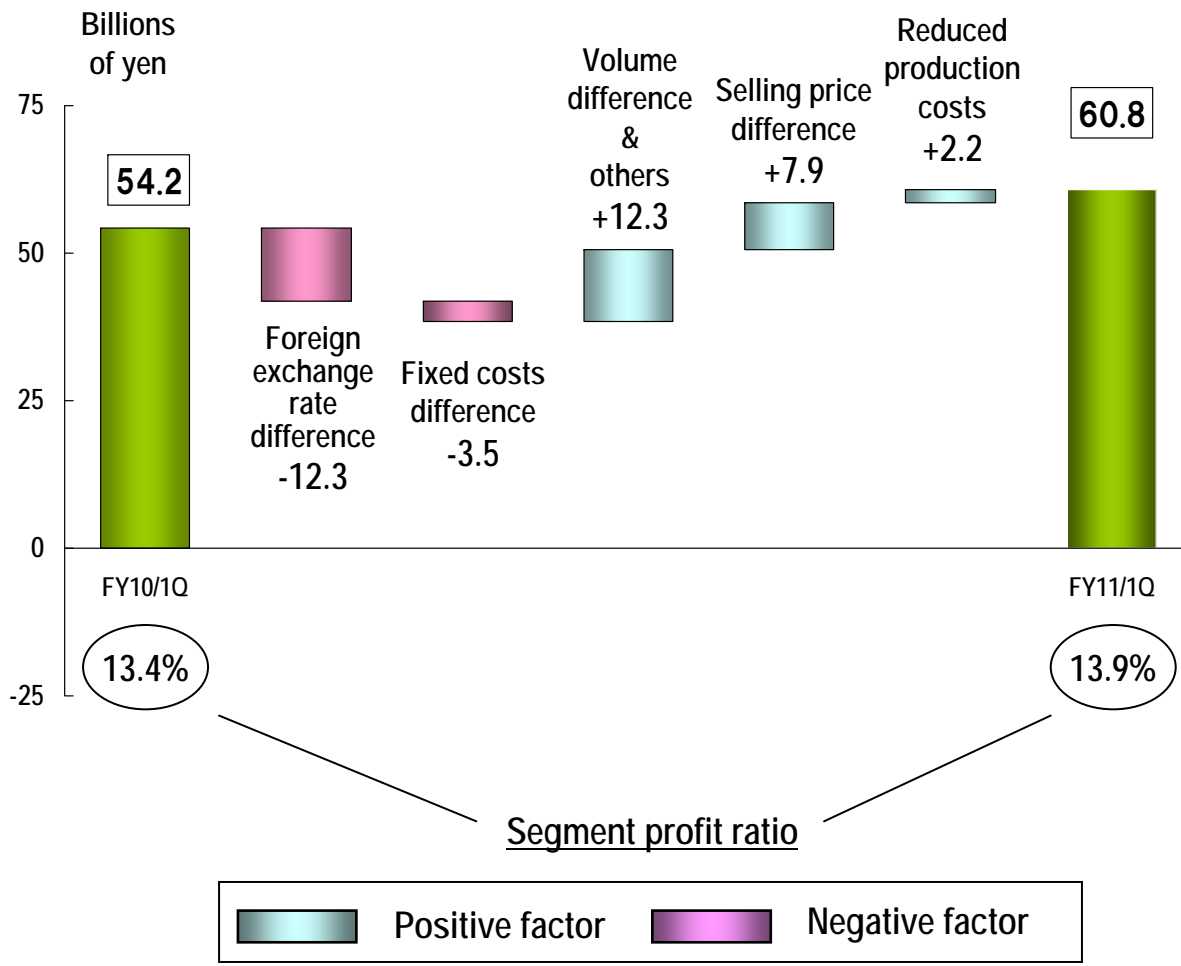 Billions
of yen
75
50
25
0
-25
54.2
Foreign
exchange
rate
difference
-12.3
Fixed costs
difference
-3.5
Volume
difference
&
others
+12.3
Selling price
difference
+7.9
Reduced
production
costs
+2.2
60.8
FY10/1Q
FY11/1Q
13.4%
13.9%
Segment profit ratio
Positive factor
Negative factor